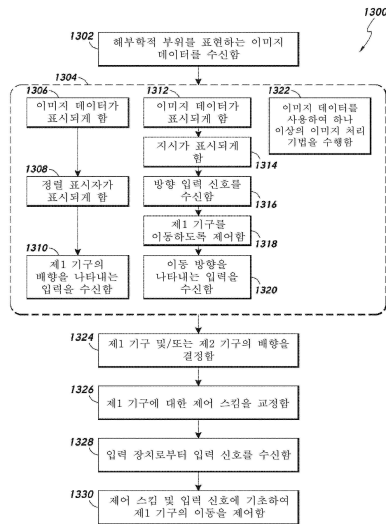 1300
1302
해부학적 부위를 표현하는 이미지
데이터를 수신함
1304
1306
이미지 데이터가
표시되게 함
1308
정렬 표시자가
표시되게 함
1310
제1 기구의
배향을 나타내는
입력을 수신함
1312
이미지 데이터가
표시되게 함
지시가 표시되게
함
1314
방향 입력 신호를
수신함
1316
제1 기구를
이동하도록 제어함
1318
이동 방향을
나타내는 입력을
수신함
1320
1322
이미지 데이터를
사용하여 하나
이상의 이미지 처리
기법을 수행함
1324
제1 기구 및/또는 제2 기구의 배향을
결정함
1326
제1 기구에 대한 제어 스킴을 교정함
1328
입력 장치로부터 입력 신호를 수신함
1330
제어 스킴 및 입력 신호에 기초하여
제1 기구의 이동을 제어함